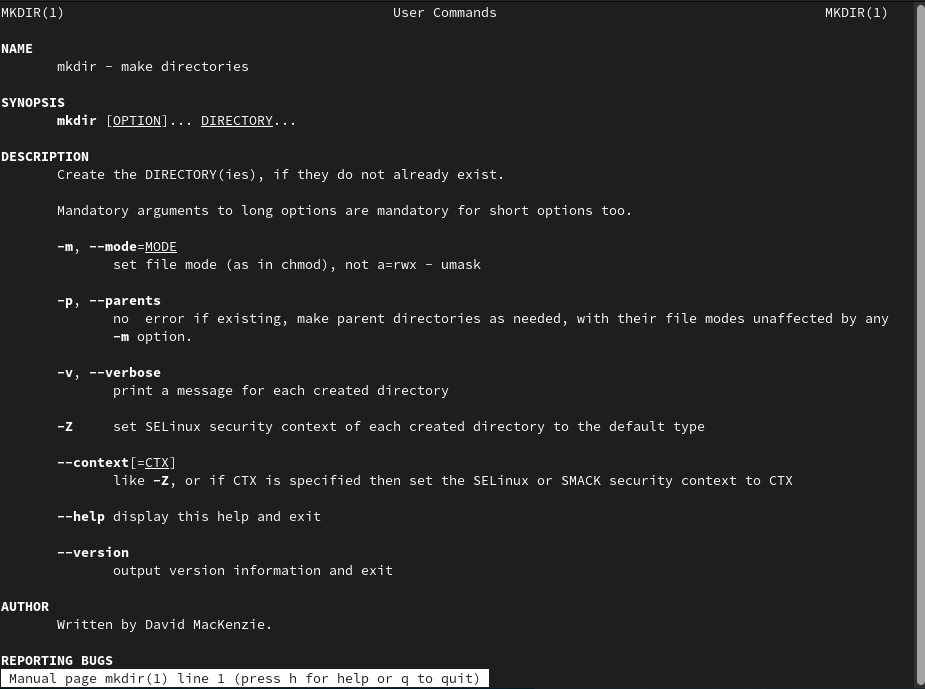 MKDIR(1) User Commands MKDIR(1)
NAME
mkdir - make directories
SYNOPSIS
mkdir [OPTION]... DIRECTORY...
DESCRIPTION
Create the DIRECTORY(ies), if they do not already exist.
Mandatory arguments to long options are mandatory for short options too.
-m, --mode=MODE
set file mode (as in chmod), not a=rwx - umask
-p, --parents
no  error if existing, make parent directories as needed, with their file modes unaffected by any
-m option.
-v, --verbose
print a message for each created directory
-Z     set SELinux security context of each created directory to the default type
--context[=CTX]
like -Z, or if CTX is specified then set the SELinux or SMACK security context to CTX
--help display this help and exit
--version
output version information and exit
AUTHOR
Written by David MacKenzie.
REPORTING BUGS
Manual page mkdir(1) line 1 (press h for help or q to quit)